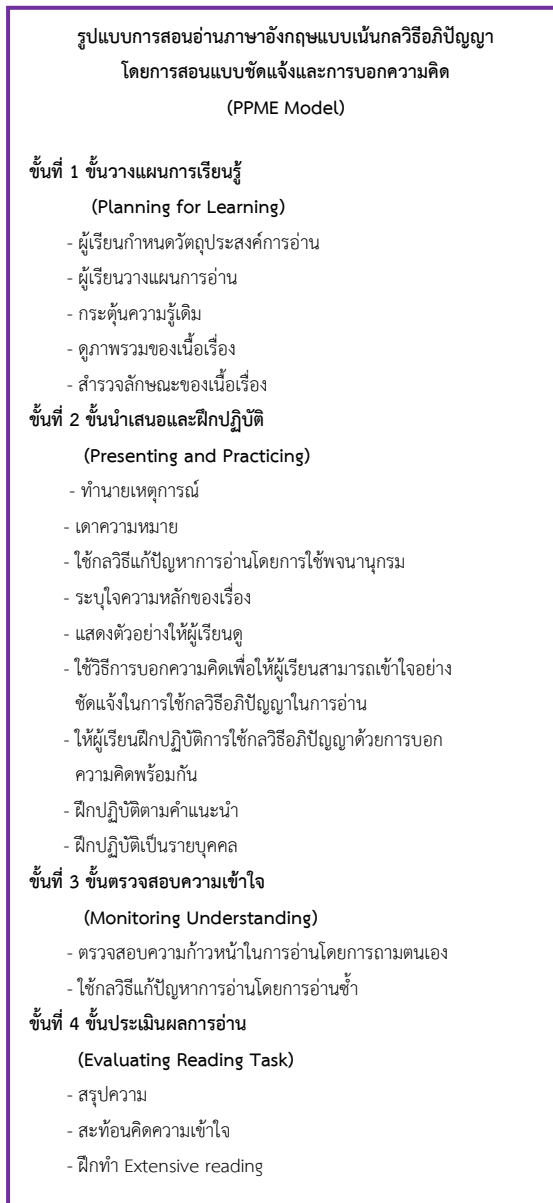 รูปแบบการสอนอ่านภาษาอังกฤษแบบเน้นกลวิธีอภิปัญญา
โดยการสอนแบบชัดแจ้งและการบอกความคิด
(PPME Model)
ขั้นที่ 1 ขั้นวางแผนการเรียนรู้
(Planning for Learning)
- ผู้เรียนกำหนดวัตถุประสงค์การอ่าน
- ผู้เรียนวางแผนการอ่าน
- กระตุ้นความรู้เดิม
- ดูภาพรวมของเนื้อเรื่อง
- สำรวจลักษณะของเนื้อเรื่อง
ขั้นที่ 2 ขั้นนำเสนอและฝึกปฏิบัติ
(Presenting and Practicing)
- ทำนายเหตุการณ์
- เดาความหมาย
- ใช้กลวิธีแก้ปัญหาการอ่านโดยการใช้พจนานุกรม
- ระบุใจความหลักของเรื่อง
- แสดงตัวอย่างให้ผู้เรียนดู
- ใช้วิธีการบอกความคิดเพื่อให้ผู้เรียนสามารถเข้าใจอย่าง
ชัดแจ้งในการใช้กลวิธีอภิปัญญาในการอ่าน
- ให้ผู้เรียนฝึกปฏิบัติการใช้กลวิธีอภิปัญญาด้วยการบอก
ความคิดพร้อมกัน
- ฝึกปฏิบัติตามคำแนะนำ
- ฝึกปฏิบัติเป็นรายบุคคล
ขั้นที่ 3 ขั้นตรวจสอบความเข้าใจ
(Monitoring Understanding)
- ตรวจสอบความก้าวหน้าในการอ่านโดยการถามตนเอง
- ใช้กลวิธีแก้ปัญหาการอ่านโดยการอ่านซ้ำ
ขั้นที่ 4 ขั้นประเมินผลการอ่าน
(Evaluating Reading Task)
- สรุปความ
- สะท้อนคิดความเข้าใจ
- ฝึกทำ Extensive reading